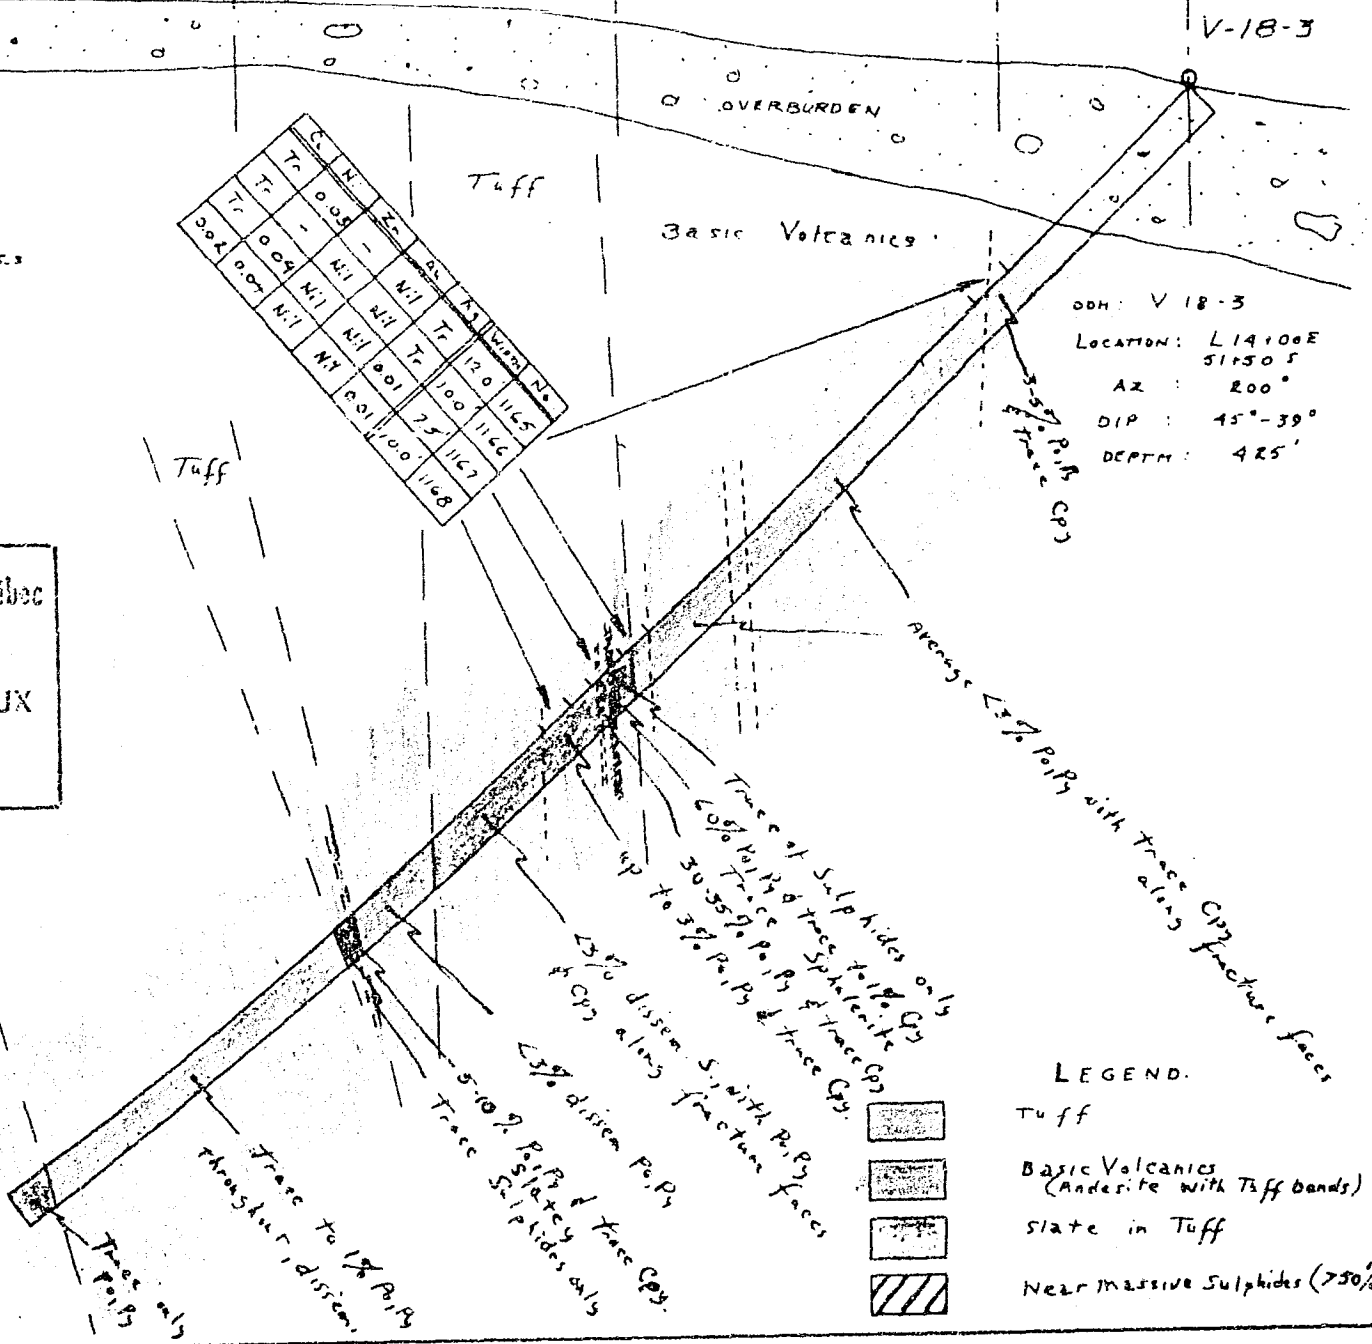 V-18-3
OVERBURDEN
Tuff
Basic Volcanics
Cu Ni Zn Au Ag Width No
Tr 0.05 - Nil Tr 12.0 1165
Tr - Nil Nil Tr 10.0 1166
Tr 0.04 Nil Nil 0.01 7.5 1167
0.02 0.07 Nil Nil 0.01 10.0 1168
DDH: V 18-3
LOCATION: L 14+00E
51+50 S
AZ : 200°
DIP : 45°-39°
DEPTH: 425'
3-5% Po,Py
& trace Cpy
Tuff
Average <3% Po,Py with trace Cpy
along fracture faces
Trace of Sulphides only
60% Po,Py & trace to 1% Cpy
Trace Sphalerite
30-35% Po,Py & trace Cpy
up to 3% Po,Py & trace Cpy.
<3% dissem S., with Po,Py
& Cpy along fracture faces
<3% dissem Po,Py
5-10% Po,Py & trace Cpy.
Slatey
Trace Sulphides only
Trace to 1% Po,Py
throughout, dissem.
Trace only
Po,Py
LEGEND.
Tuff
Basic Volcanics
(Andesite with Tuff bands)
Slate in Tuff
Near Massive Sulphides (>50%